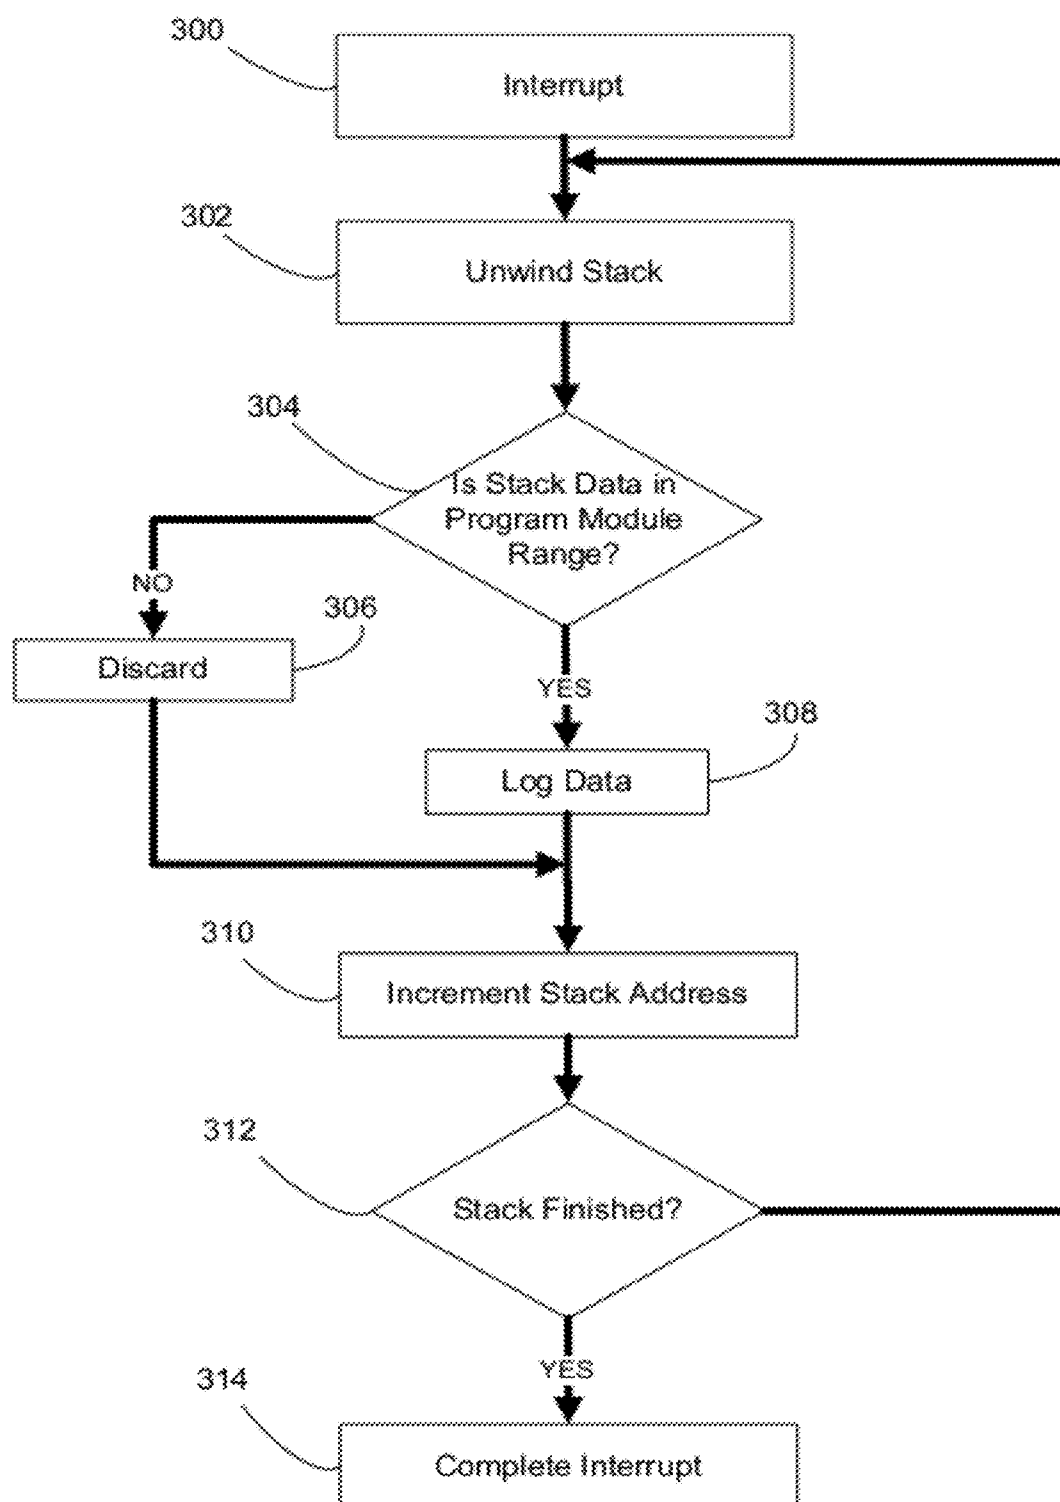 300
Interrupt
302
Unwind Stack
304
Is Stack Data in
Program Module
Range?
NO
306
Discard
YES
308
Log Data
310
Increment Stack Address
312
Stack Finished?
YES
314
Complete Interrupt